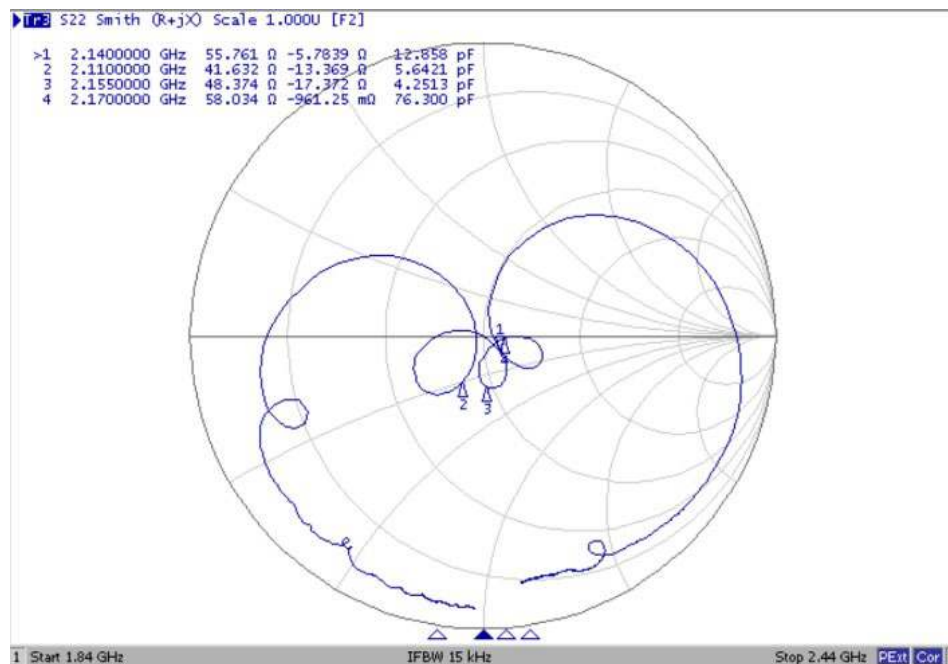 Tr3 S22 Smith (R+jX) Scale 1.000U [F2]
>1 2.1400000 GHz 55.761 Ω -5.7839 Ω 12.858 pF
2 2.1100000 GHz 41.632 Ω -13.369 Ω 5.6421 pF
3 2.1550000 GHz 48.374 Ω -17.372 Ω 4.2513 pF
4 2.1700000 GHz 58.034 Ω -961.25 mΩ 76.300 pF
1
4
2 3
1 Start 1.84 GHz IFBW 15 kHz Stop 2.44 GHz PExt Cor